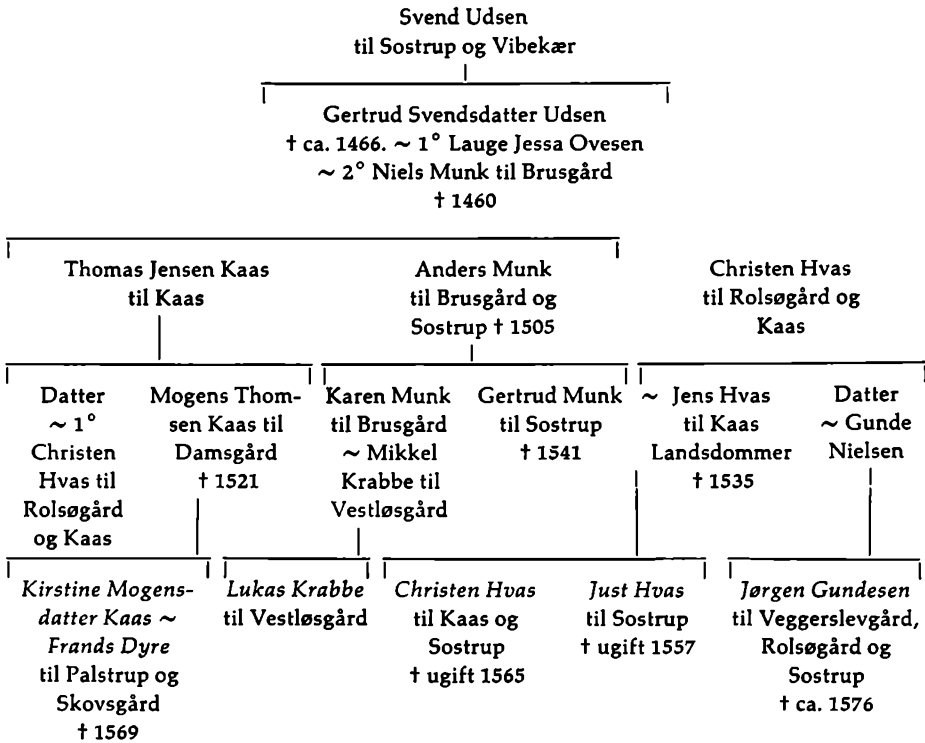 Svend Udsen
til Sostrup og Vibekær
Gertrud Svendsdatter Udsen
† ca. 1466. ~ 1° Lauge Jessa Ovesen
~ 2° Niels Munk til Brusgård
† 1460
Thomas Jensen Kaas
til Kaas
Anders Munk
til Brusgård og
Sostrup † 1505
Christen Hvas
til Rolsøgård og
Kaas
Datter
~ 1°
Christen
Hvas til
Rolsøgård
og Kaas
Mogens Thom-
sen Kaas til
Damsgård
† 1521
Karen Munk
til Brusgård
~ Mikkel
Krabbe til
Vestløsgård
Gertrud Munk
til Sostrup
† 1541
~ Jens Hvas
til Kaas
Landsdommer
† 1535
Datter
~ Gunde
Nielsen
Kirstine Mogens-
datter Kaas ~
Frands Dyre
til Palstrup og
Skovsgård
† 1569
Lukas Krabbe
til Vestløsgård
Christen Hvas
til Kaas og
Sostrup
† ugift 1565
Just Hvas
til Sostrup
† ugift 1557
Jørgen Gundesen
til Veggerslevgård,
Rolsøgård og
Sostrup
† ca. 1576